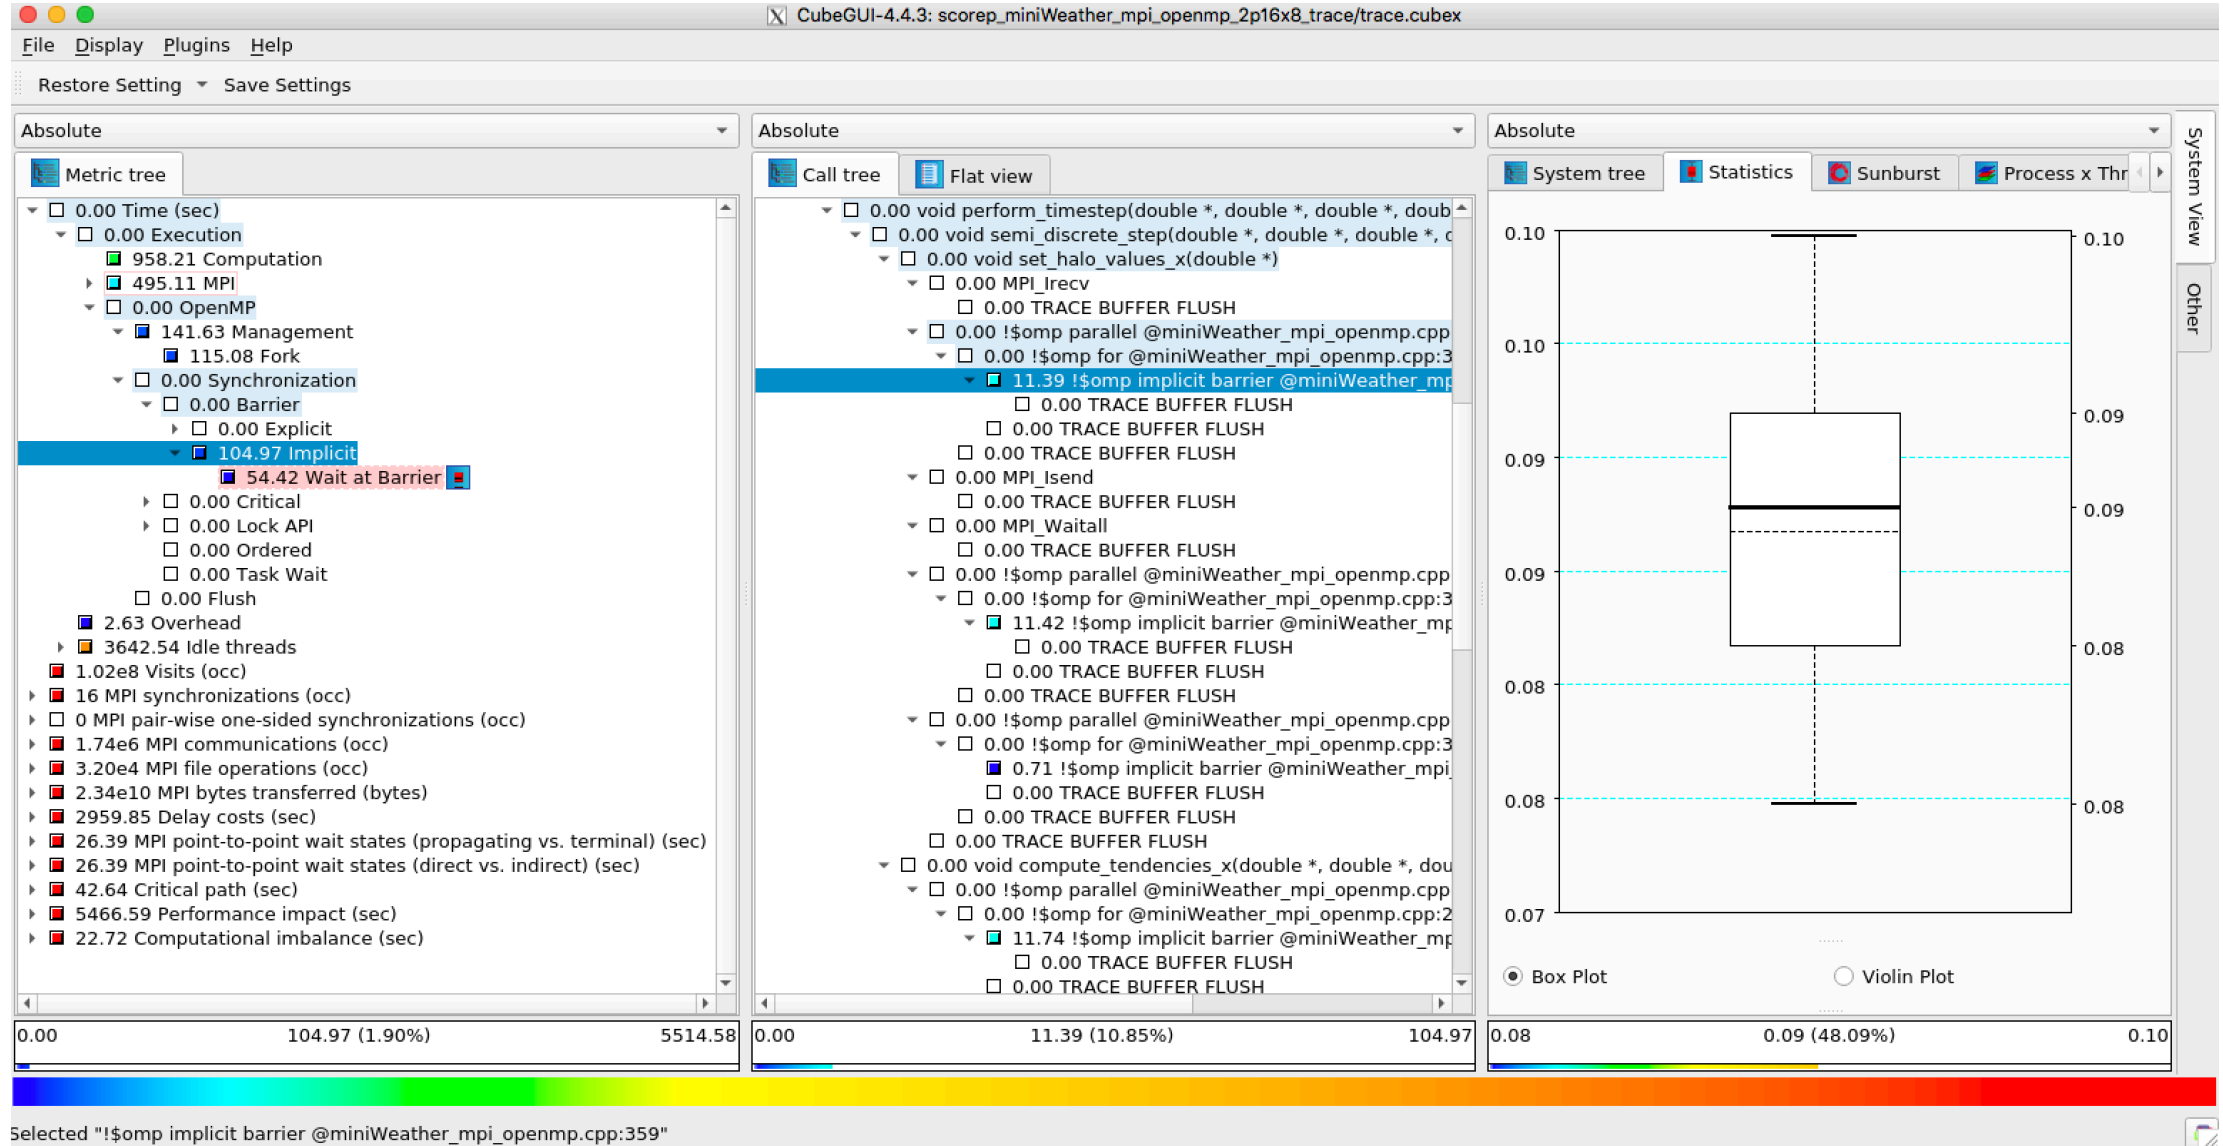 CubeGUI-4.4.3: scorep_miniWeather_mpi_openmp_2p16x8_trace/trace.cubex
File Display Plugins Help
Restore Setting Save Settings
Absolute
Metric tree
0.00 Time (sec)
0.00 Execution
958.21 Computation
495.11 MPI
0.00 OpenMP
141.63 Management
115.08 Fork
0.00 Synchronization
0.00 Barrier
0.00 Explicit
104.97 Implicit
54.42 Wait at Barrier
0.00 Critical
0.00 Lock API
0.00 Ordered
0.00 Task Wait
0.00 Flush
2.63 Overhead
3642.54 Idle threads
1.02e8 Visits (occ)
16 MPI synchronizations (occ)
0 MPI pair-wise one-sided synchronizations (occ)
1.74e6 MPI communications (occ)
3.20e4 MPI file operations (occ)
2.34e10 MPI bytes transferred (bytes)
2959.85 Delay costs (sec)
26.39 MPI point-to-point wait states (propagating vs. terminal) (sec)
26.39 MPI point-to-point wait states (direct vs. indirect) (sec)
42.64 Critical path (sec)
5466.59 Performance impact (sec)
22.72 Computational imbalance (sec)
0.00 104.97 (1.90%) 5514.58
Absolute
Call tree Flat view
0.00 void perform_timestep(double *, double *, double *, doub
0.00 void semi_discrete_step(double *, double *, double *, c
0.00 void set_halo_values_x(double *)
0.00 MPI_Irecv
0.00 TRACE BUFFER FLUSH
0.00 !$omp parallel @miniWeather_mpi_openmp.cpp
0.00 !$omp for @miniWeather_mpi_openmp.cpp:3
11.39 !$omp implicit barrier @miniWeather_mp
0.00 TRACE BUFFER FLUSH
0.00 TRACE BUFFER FLUSH
0.00 TRACE BUFFER FLUSH
0.00 MPI_Isend
0.00 TRACE BUFFER FLUSH
0.00 MPI_Waitall
0.00 TRACE BUFFER FLUSH
0.00 !$omp parallel @miniWeather_mpi_openmp.cpp
0.00 !$omp for @miniWeather_mpi_openmp.cpp:3
11.42 !$omp implicit barrier @miniWeather_mp
0.00 TRACE BUFFER FLUSH
0.00 TRACE BUFFER FLUSH
0.00 TRACE BUFFER FLUSH
0.00 !$omp parallel @miniWeather_mpi_openmp.cpp
0.00 !$omp for @miniWeather_mpi_openmp.cpp:3
0.71 !$omp implicit barrier @miniWeather_mpi_
0.00 TRACE BUFFER FLUSH
0.00 TRACE BUFFER FLUSH
0.00 TRACE BUFFER FLUSH
0.00 void compute_tendencies_x(double *, double *, dou
0.00 !$omp parallel @miniWeather_mpi_openmp.cpp
0.00 !$omp for @miniWeather_mpi_openmp.cpp:2
11.74 !$omp implicit barrier @miniWeather_mp
0.00 TRACE BUFFER FLUSH
0.00 TRACE BUFFER FLUSH
0.00 11.39 (10.85%) 104.97
Absolute
System tree Statistics Sunburst Process x Thr
0.10
0.10
0.10
0.09
0.09
0.09
0.09
0.08
0.08
0.08
0.08
0.07
Box Plot Violin Plot
0.08 0.09 (48.09%) 0.10
System View
Other
Selected "!$omp implicit barrier @miniWeather_mpi_openmp.cpp:359"